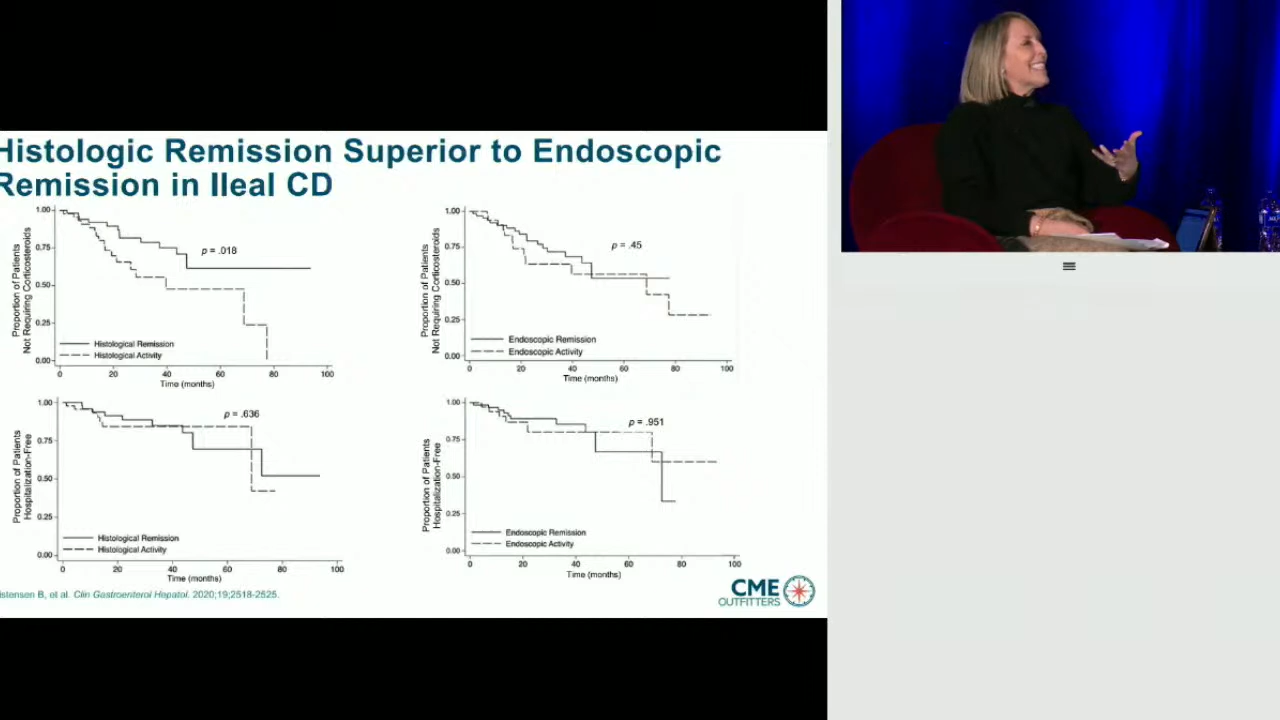 Histologic Remission Superior to Endoscopic
Remission in Ileal CD
Proportion of Patients
Not Requiring Corticosteroids
1.00
0.75
0.50
0.25
0.00
p = .018
Histological Remission
Histological Activity
0
20
40
60
80
100
Time (months)
Proportion of Patients
Not Requiring Corticosteroids
1.00
0.75
0.50
0.25
0.00
p = .45
Endoscopic Remission
Endoscopic Activity
0
20
40
60
80
100
Time (months)
Proportion of Patients
Hospitalization-Free
1.00
0.75
0.50
0.25
0.00
p = .636
Histological Remission
Histological Activity
0
20
40
60
80
100
Time (months)
Proportion of Patients
Hospitalization-Free
1.00
0.75
0.50
0.25
0.00
p = .951
Endoscopic Remission
Endoscopic Activity
0
20
40
60
80
100
Time (months)
istensen B, et al. Clin Gastroenterol Hepatol. 2020;19;2518-2525.
CME
OUTFITTERS